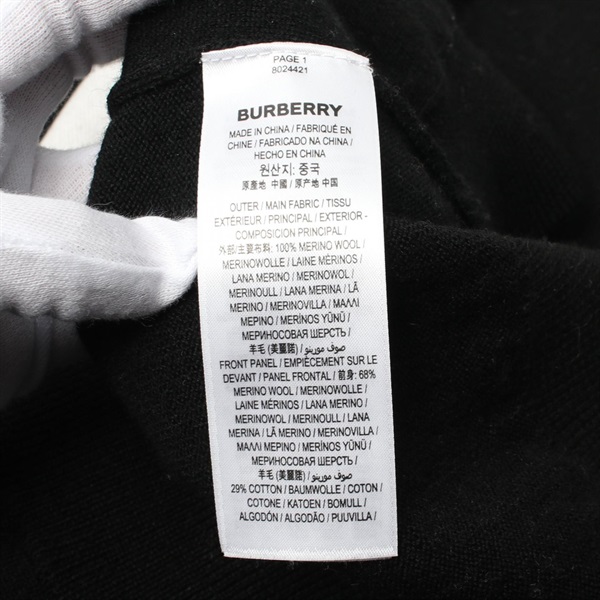 PAGE 1
8024421
BURBERRY
MADE IN CHINA / FABRIQUÉ EN
CHINE / FABRICADO NA CHINA /
HECHO EN CHINA
원산지: 중국
原產地 中國 / 原产地 中国
OUTER / MAIN FABRIC / TISSU
EXTÉRIEUR / PRINCIPAL / EXTERIOR -
COMPOSICIÓN PRINCIPAL /
外部/主要布料: 100% MERINO WOOL /
MERINOWOLLE / LAINE MÉRINOS /
LANA MERINO / MERINOWOL /
MERINOULL / LANA MERINA / LÃ
MERINO / MERINOVILLA / ΜΑΛΛΙ
ΜΕΡΙΝΟ / MERİNOS YÜNÜ /
МЕРИНОСОВАЯ ШЕРСТЬ /
羊毛 (美麗諾) / صوف مورينو /
FRONT PANEL / EMPIÈCEMENT SUR LE
DEVANT / PANEL FRONTAL / 前身: 68%
MERINO WOOL / MERINOWOLLE /
LAINE MÉRINOS / LANA MERINO /
MERINOWOL / MERINOULL / LANA
MERINA / LÃ MERINO / MERINOVILLA /
ΜΑΛΛΙ ΜΕΡΙΝΟ / MERİNOS YÜNÜ /
МЕРИНОСОВАЯ ШЕРСТЬ /
羊毛 (美麗諾) / صوف مورينو /
29% COTTON / BAUMWOLLE / COTON /
COTONE / KATOEN / BOMULL /
ALGODÓN / ALGODÃO / PUUVILLA /